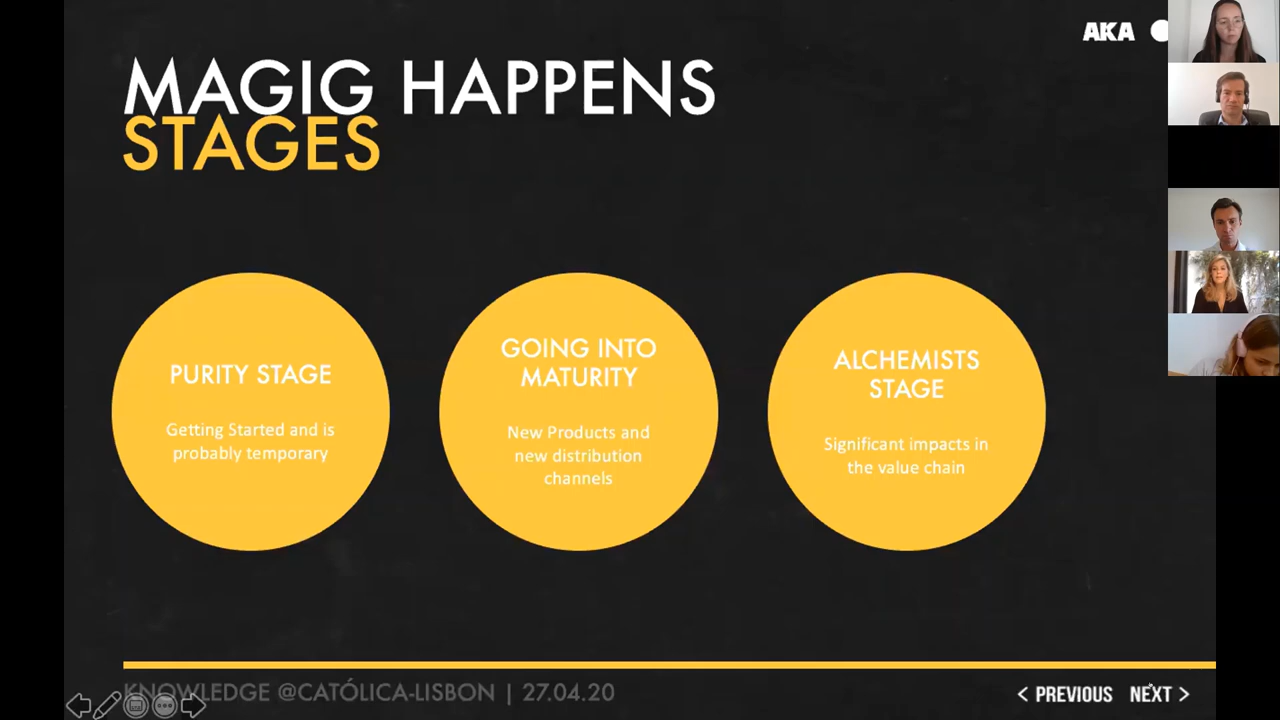 AKA
MAGIG HAPPENS
STAGES
PURITY STAGE
Getting Started and is
probably temporary
GOING INTO
MATURITY
New Products and
new distribution
channels
ALCHEMISTS
STAGE
Significant impacts in
the value chain
KNOWLEDGE @CATÓLICA-LISBON | 27.04.20
< PREVIOUS NEXT >